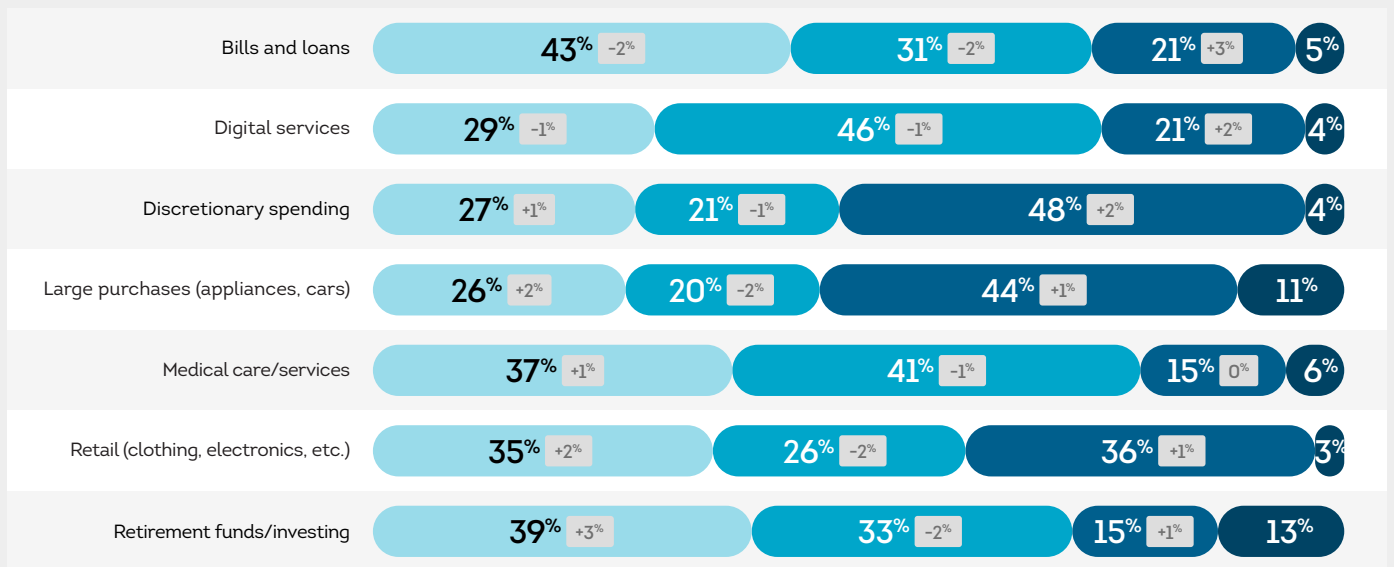 Bills and loans 43% -2% 31% -2% 21% +3% 5%
Digital services 29% -1% 46% -1% 21% +2% 4%
Discretionary spending 27% +1% 21% -1% 48% +2% 4%
Large purchases (appliances, cars) 26% +2% 20% -2% 44% +1% 11%
Medical care/services 37% +1% 41% -1% 15% 0% 6%
Retail (clothing, electronics, etc.) 35% +2% 26% -2% 36% +1% 3%
Retirement funds/investing 39% +3% 33% -2% 15% +1% 13%